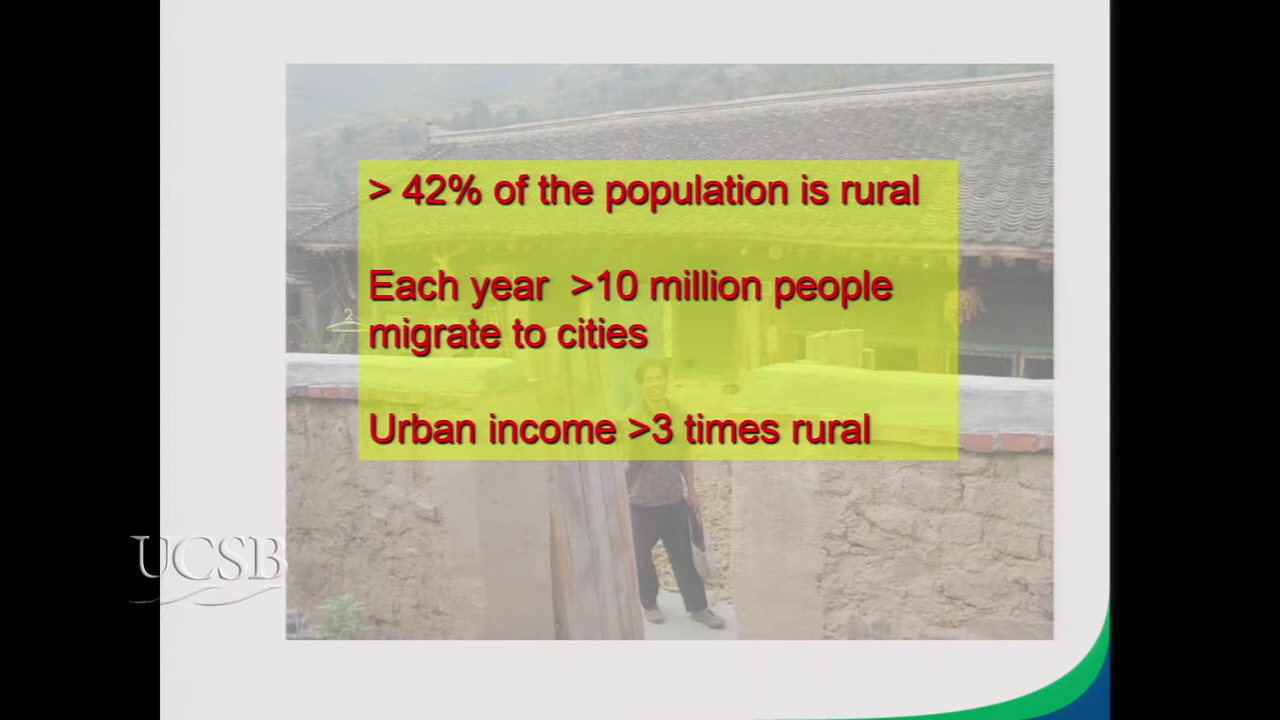 > 42% of the population is rural
Each year >10 million people
migrate to cities
Urban income >3 times rural
UCSB